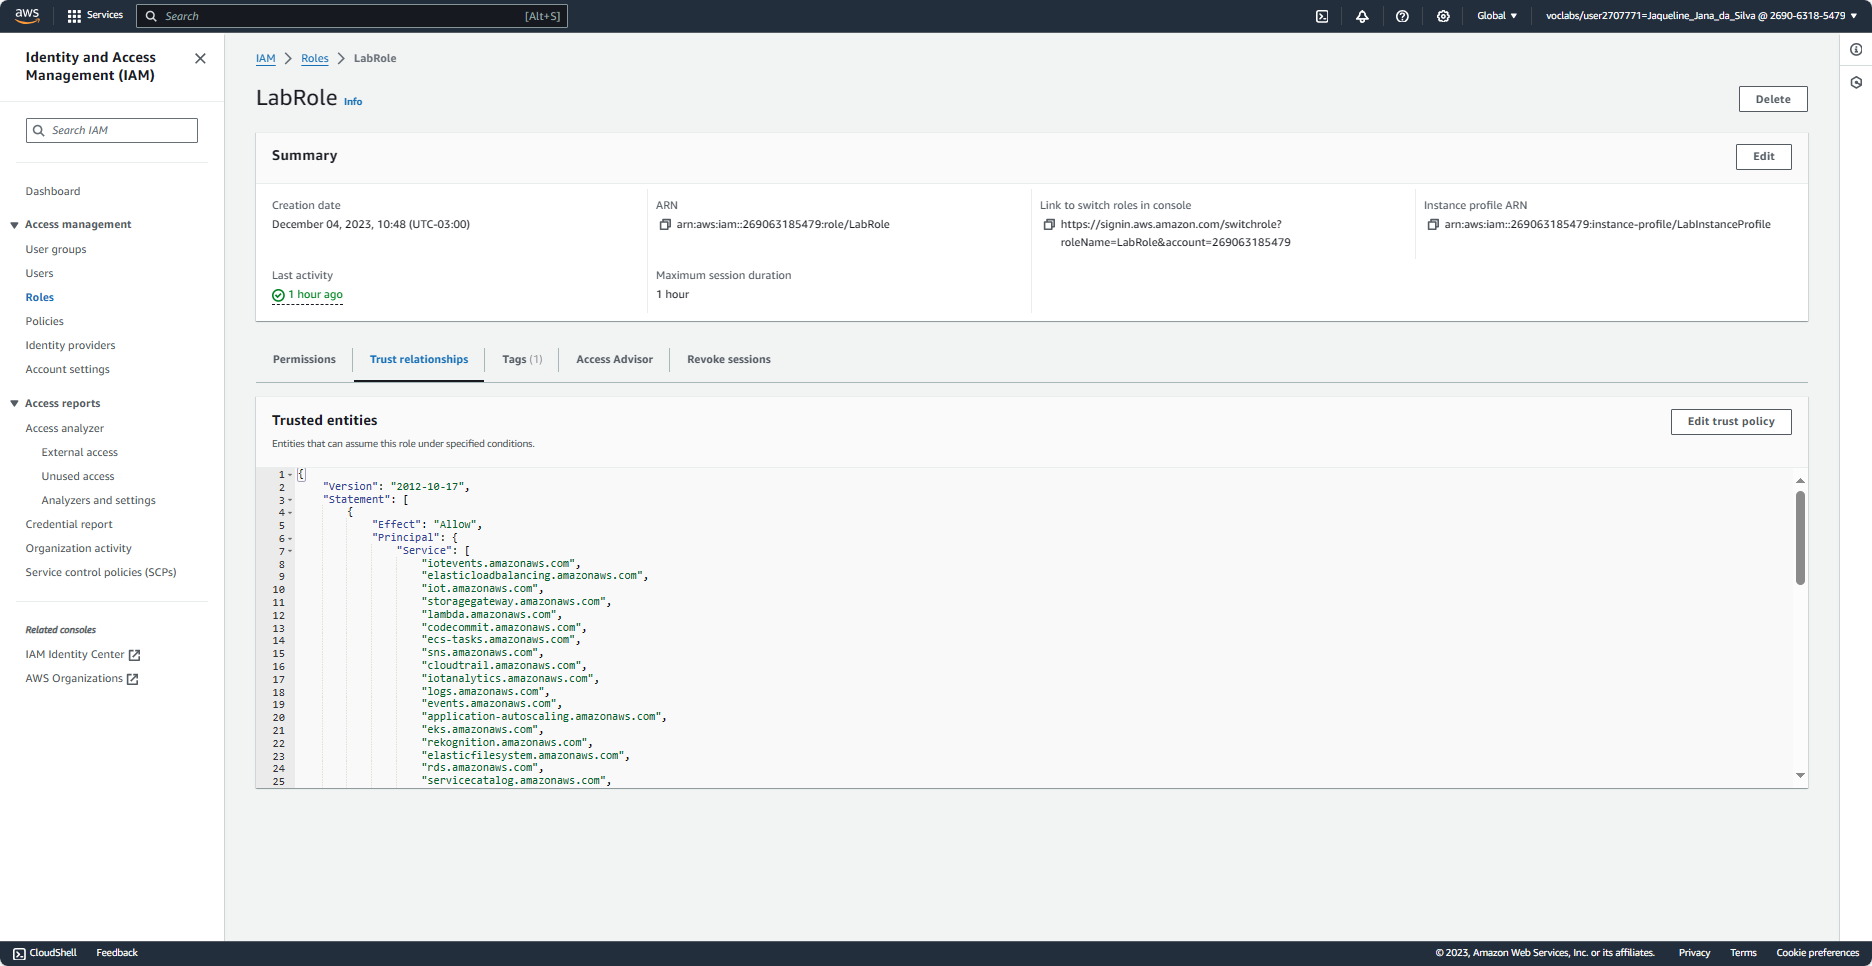 aws
Services
Search
[Alt+S]
Global
voclabs/user2707771=Jaqueline_Jana_da_Silva @ 2690-6318-5479
Identity and Access
Management (IAM)
Search IAM
Dashboard
Access management
User groups
Users
Roles
Policies
Identity providers
Account settings
Access reports
Access analyzer
External access
Unused access
Analyzers and settings
Credential report
Organization activity
Service control policies (SCPs)
Related consoles
IAM Identity Center
AWS Organizations
IAM > Roles > LabRole
LabRole Info
Delete
Summary
Edit
Creation date
December 04, 2023, 10:48 (UTC-03:00)
ARN
arn:aws:iam::269063185479:role/LabRole
Link to switch roles in console
https://signin.aws.amazon.com/switchrole?
roleName=LabRole&account=269063185479
Instance profile ARN
arn:aws:iam::269063185479:instance-profile/LabInstanceProfile
Last activity
1 hour ago
Maximum session duration
1 hour
Permissions
Trust relationships
Tags (1)
Access Advisor
Revoke sessions
Trusted entities
Entities that can assume this role under specified conditions.
Edit trust policy
1 {
2 "Version": "2012-10-17",
3 "Statement": [
4 {
5 "Effect": "Allow",
6 "Principal": {
7 "Service": [
8 "iotevents.amazonaws.com",
9 "elasticloadbalancing.amazonaws.com",
10 "iot.amazonaws.com",
11 "storagegateway.amazonaws.com",
12 "lambda.amazonaws.com",
13 "codecommit.amazonaws.com",
14 "ecs-tasks.amazonaws.com",
15 "sns.amazonaws.com",
16 "cloudtrail.amazonaws.com",
17 "iotanalytics.amazonaws.com",
18 "logs.amazonaws.com",
19 "events.amazonaws.com",
20 "application-autoscaling.amazonaws.com",
21 "eks.amazonaws.com",
22 "rekognition.amazonaws.com",
23 "elasticfilesystem.amazonaws.com",
24 "rds.amazonaws.com",
25 "servicecatalog.amazonaws.com",
CloudShell
Feedback
© 2023, Amazon Web Services, Inc. or its affiliates.
Privacy
Terms
Cookie preferences